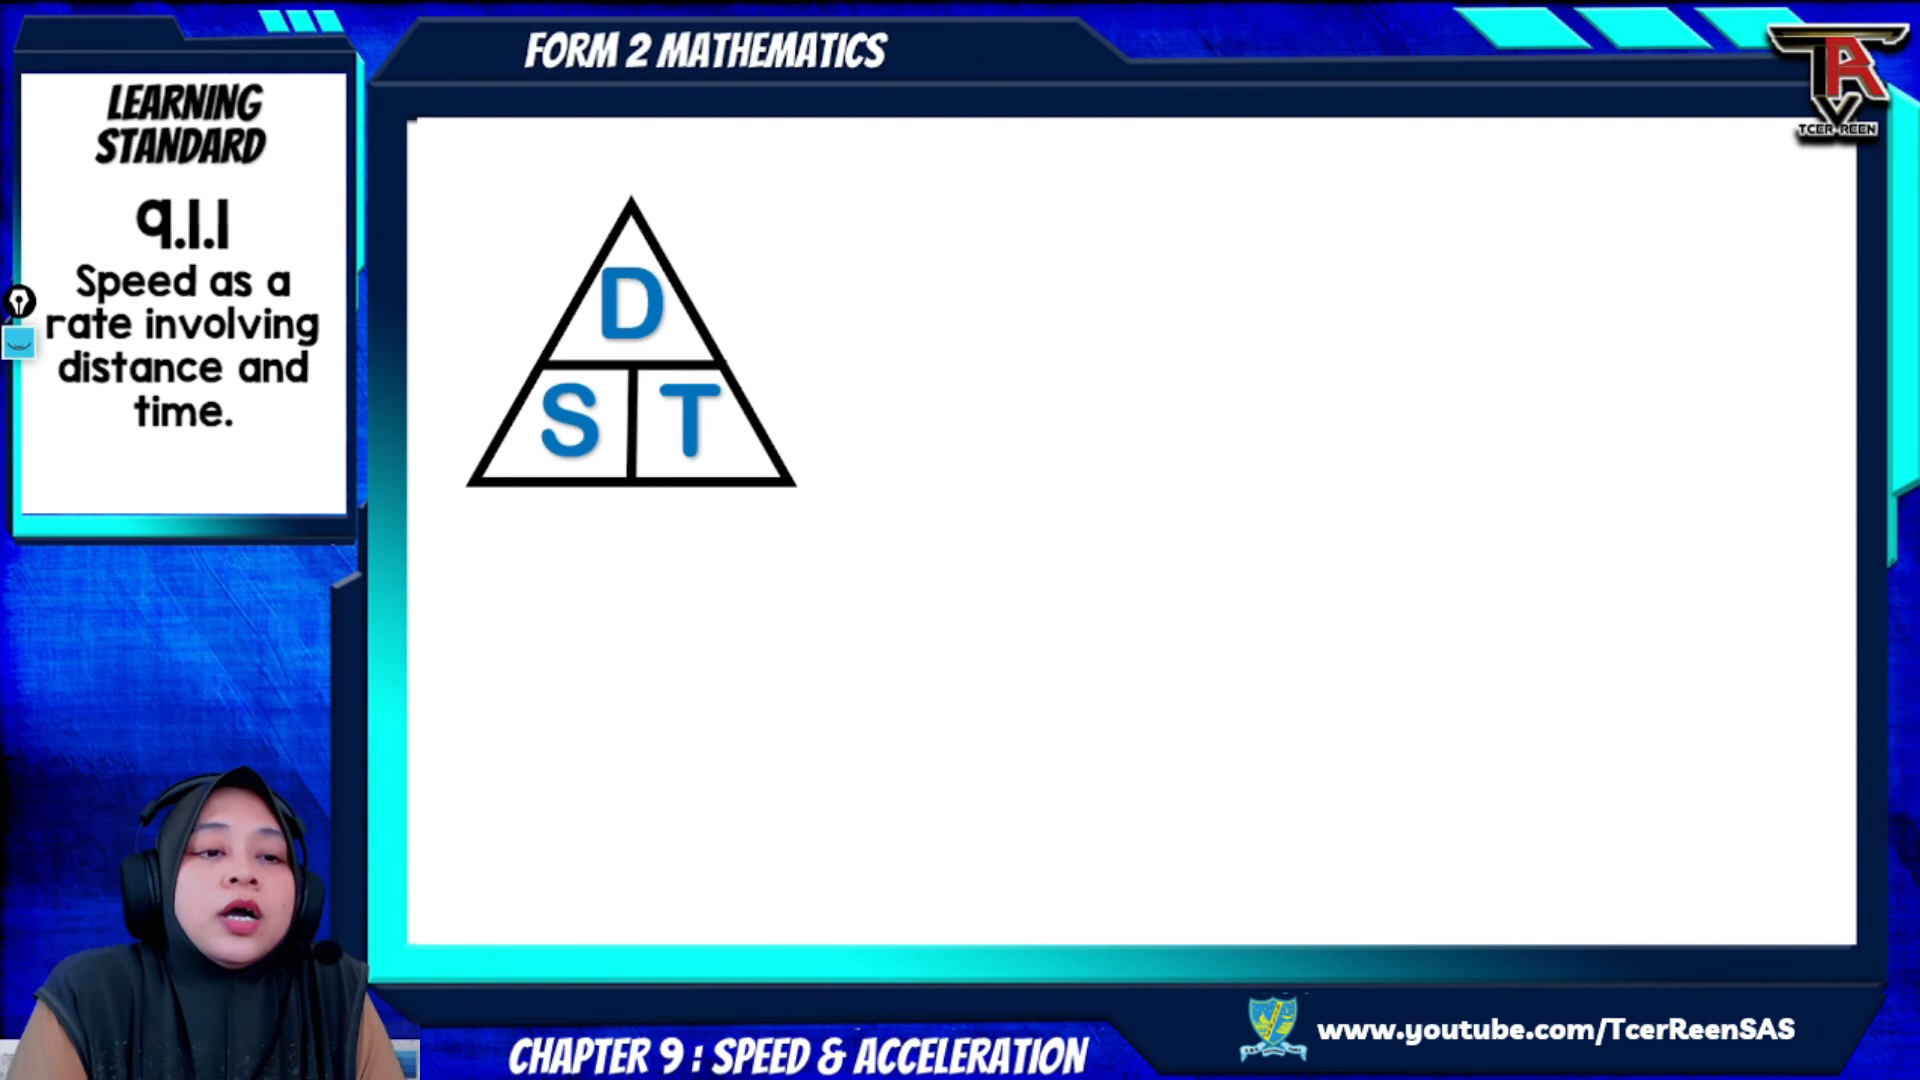 FORM 2 MATHEMATICS
TCER REEN
LEARNING
STANDARD
9.1.1
Speed as a
rate involving
distance and
time.
D
S T
CHAPTER 9 : SPEED & ACCELERATION
www.youtube.com/TcerReenSAS